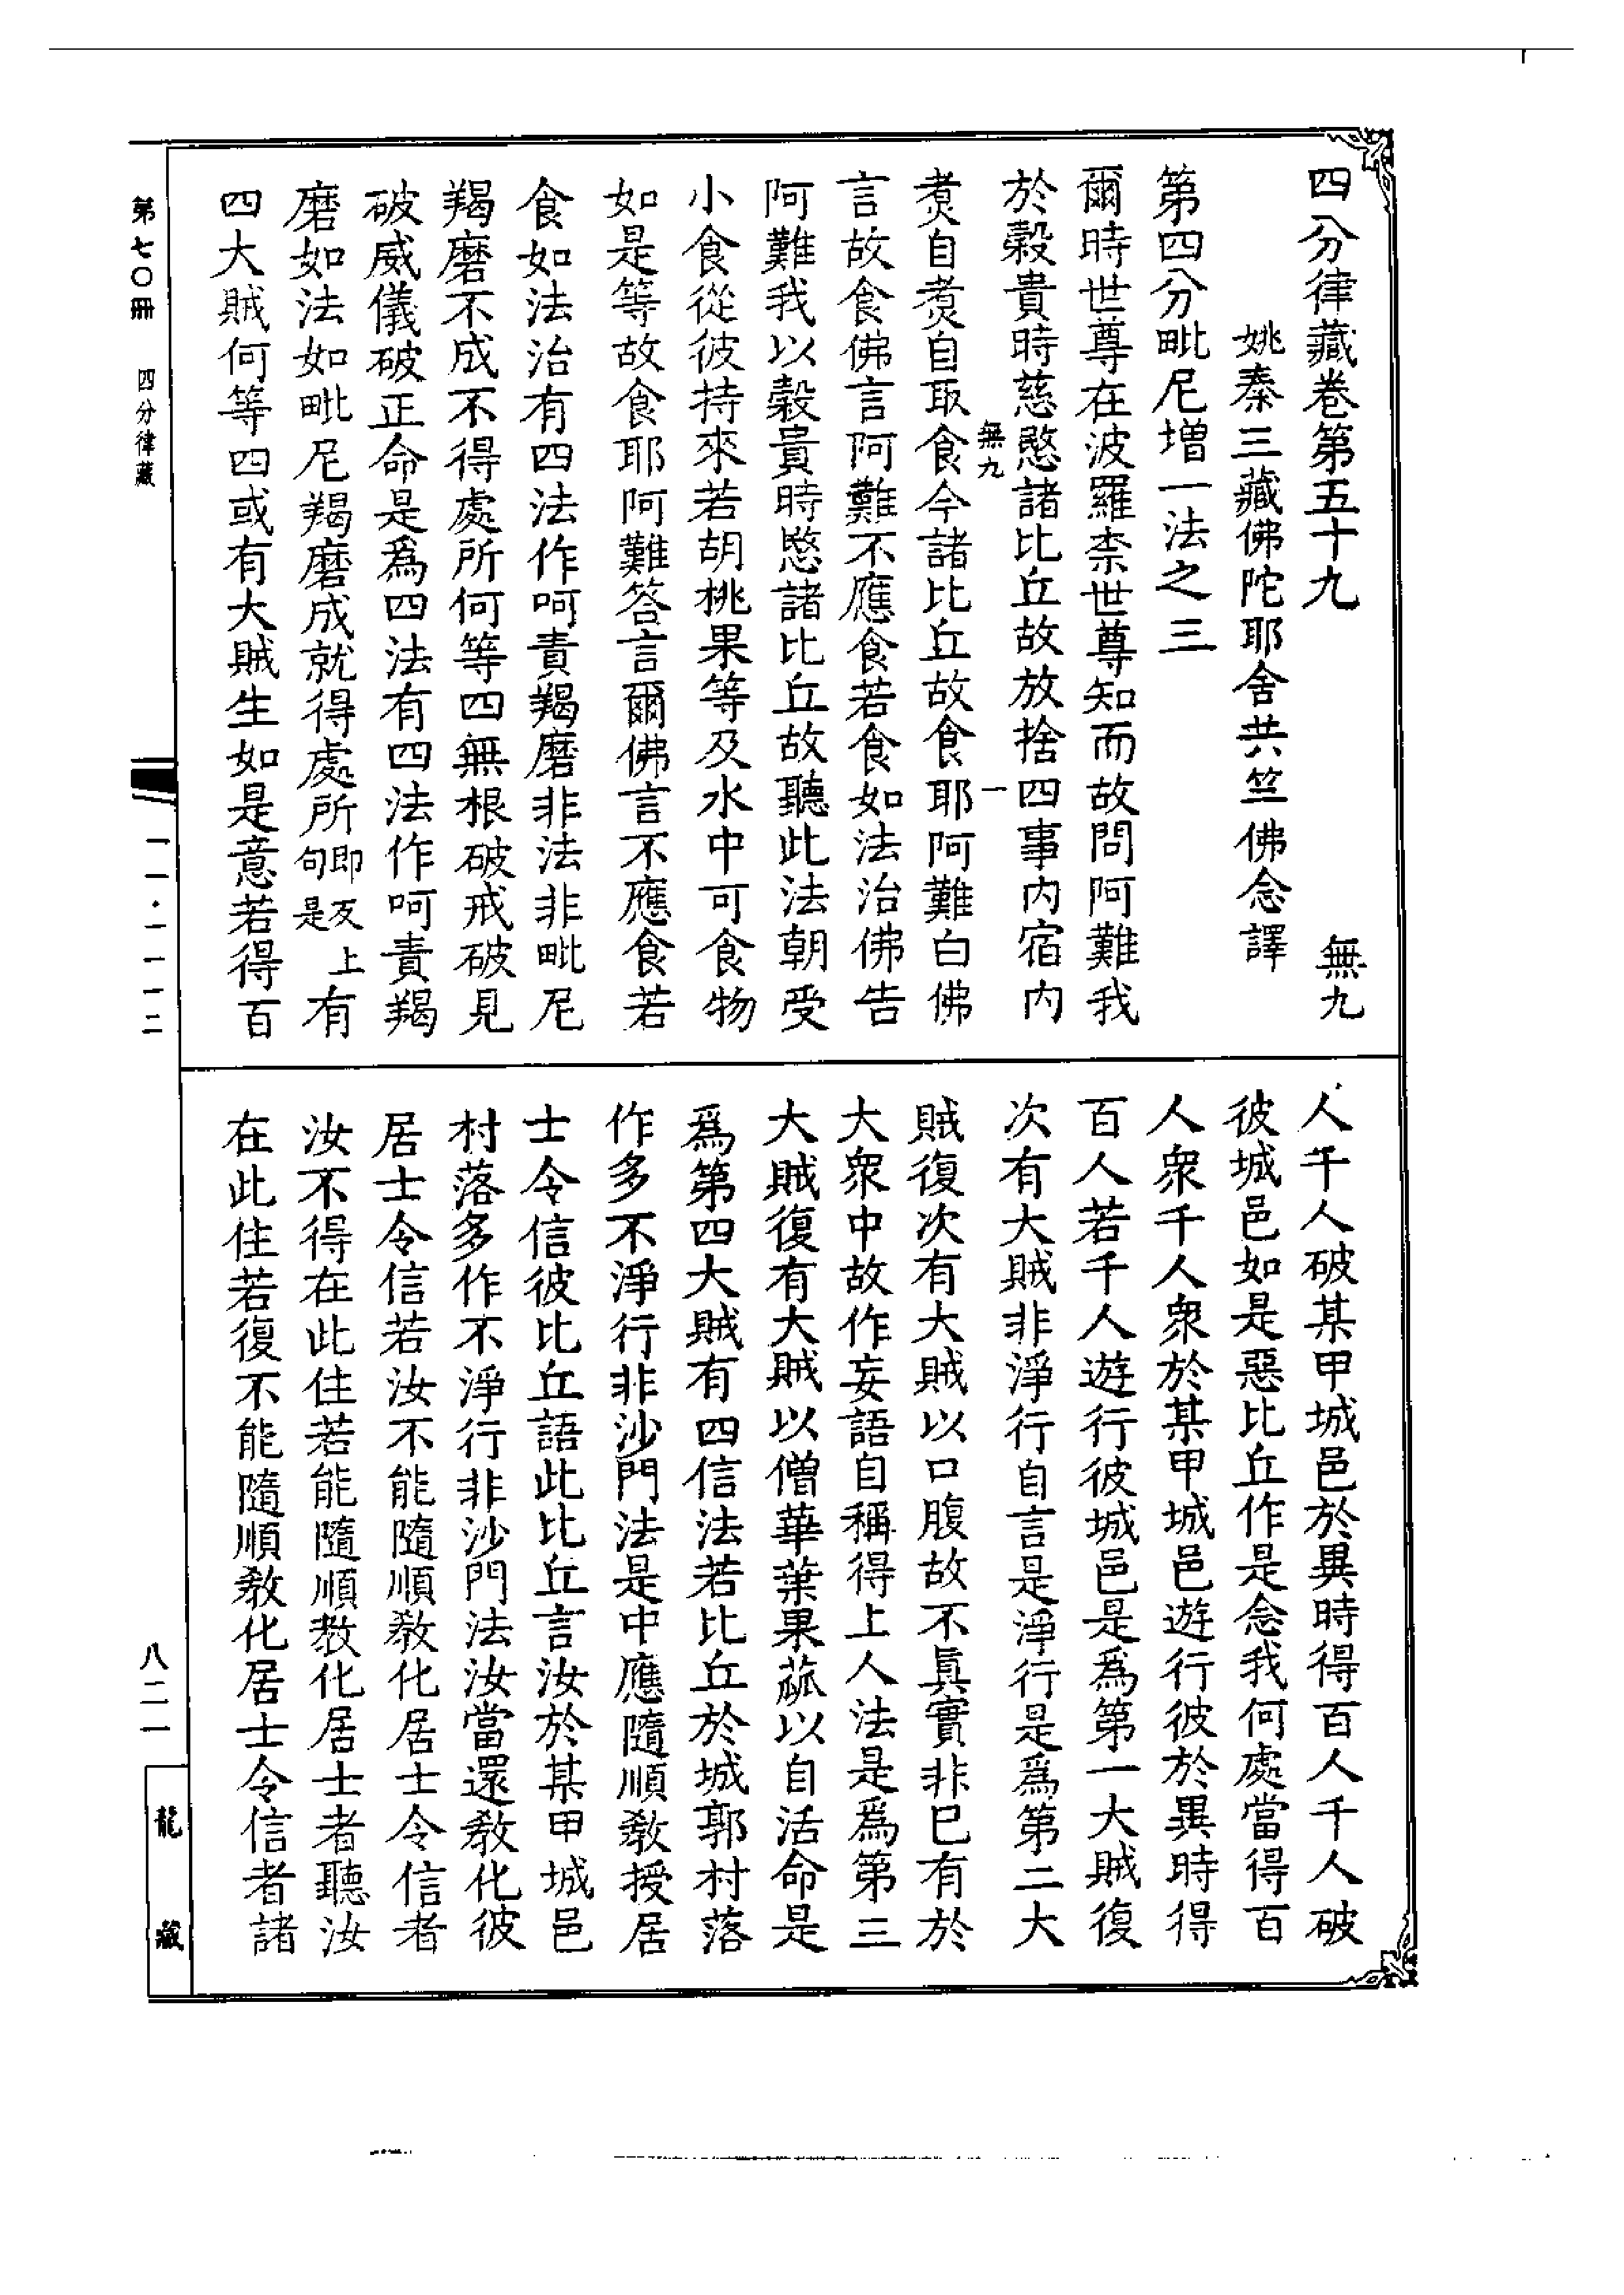 四分律藏卷第五十九　無九
姚秦三藏佛陀耶舍共竺佛念譯
第四分毗尼增一法之三
爾時世尊在波羅柰世尊知而故問阿難我
於穀貴時慈愍諸比丘故放捨四事内宿内
無九　一
煑自煑自取食今諸比丘故食耶阿難白佛
言故食佛言阿難不應食若食如法治佛告
阿難我以穀貴時愍諸比丘故聽此法朝受
小食從彼持來若胡桃果等及水中可食物
如是等故食耶阿難答言爾佛言不應食若
食如法治有四法作呵責羯磨非法非毗尼
羯磨不成不得處所何等四無根破戒破見
破威儀破正命是爲四法有四法作呵責羯
磨如法如毗尼羯磨成就得處所即反上句是有
四大賊何等四或有大賊生如是意若得百
人千人破某甲城邑於異時得百人千人破
彼城邑如是惡比丘作是念我何處當得百
人衆千人衆於某甲城邑遊行彼於異時得
百人若千人遊行彼城邑是爲第一大賊復
次有大賊非淨行自言是淨行是爲第二大
賊復次有大賊以口腹故不眞實非已有於
大衆中故作妄語自稱得上人法是爲第三
大賊復有大賊以僧華葉果蓏以自活命是
爲第四大賊有四信法若比丘於城郭村落
作多不淨行非沙門法是中應隨順敎授居
士令信彼比丘語此比丘言汝於某甲城邑
村落多作不淨行非沙門法汝當還敎化彼
居士令信若汝不能隨順敎化居士令信者
汝不得在此住若能隨順敎化居士者聽汝
在此住若復不能隨順敎化居士令信者諸
第七〇冊　四分律藏
一一·一一一二
八二一
龍藏